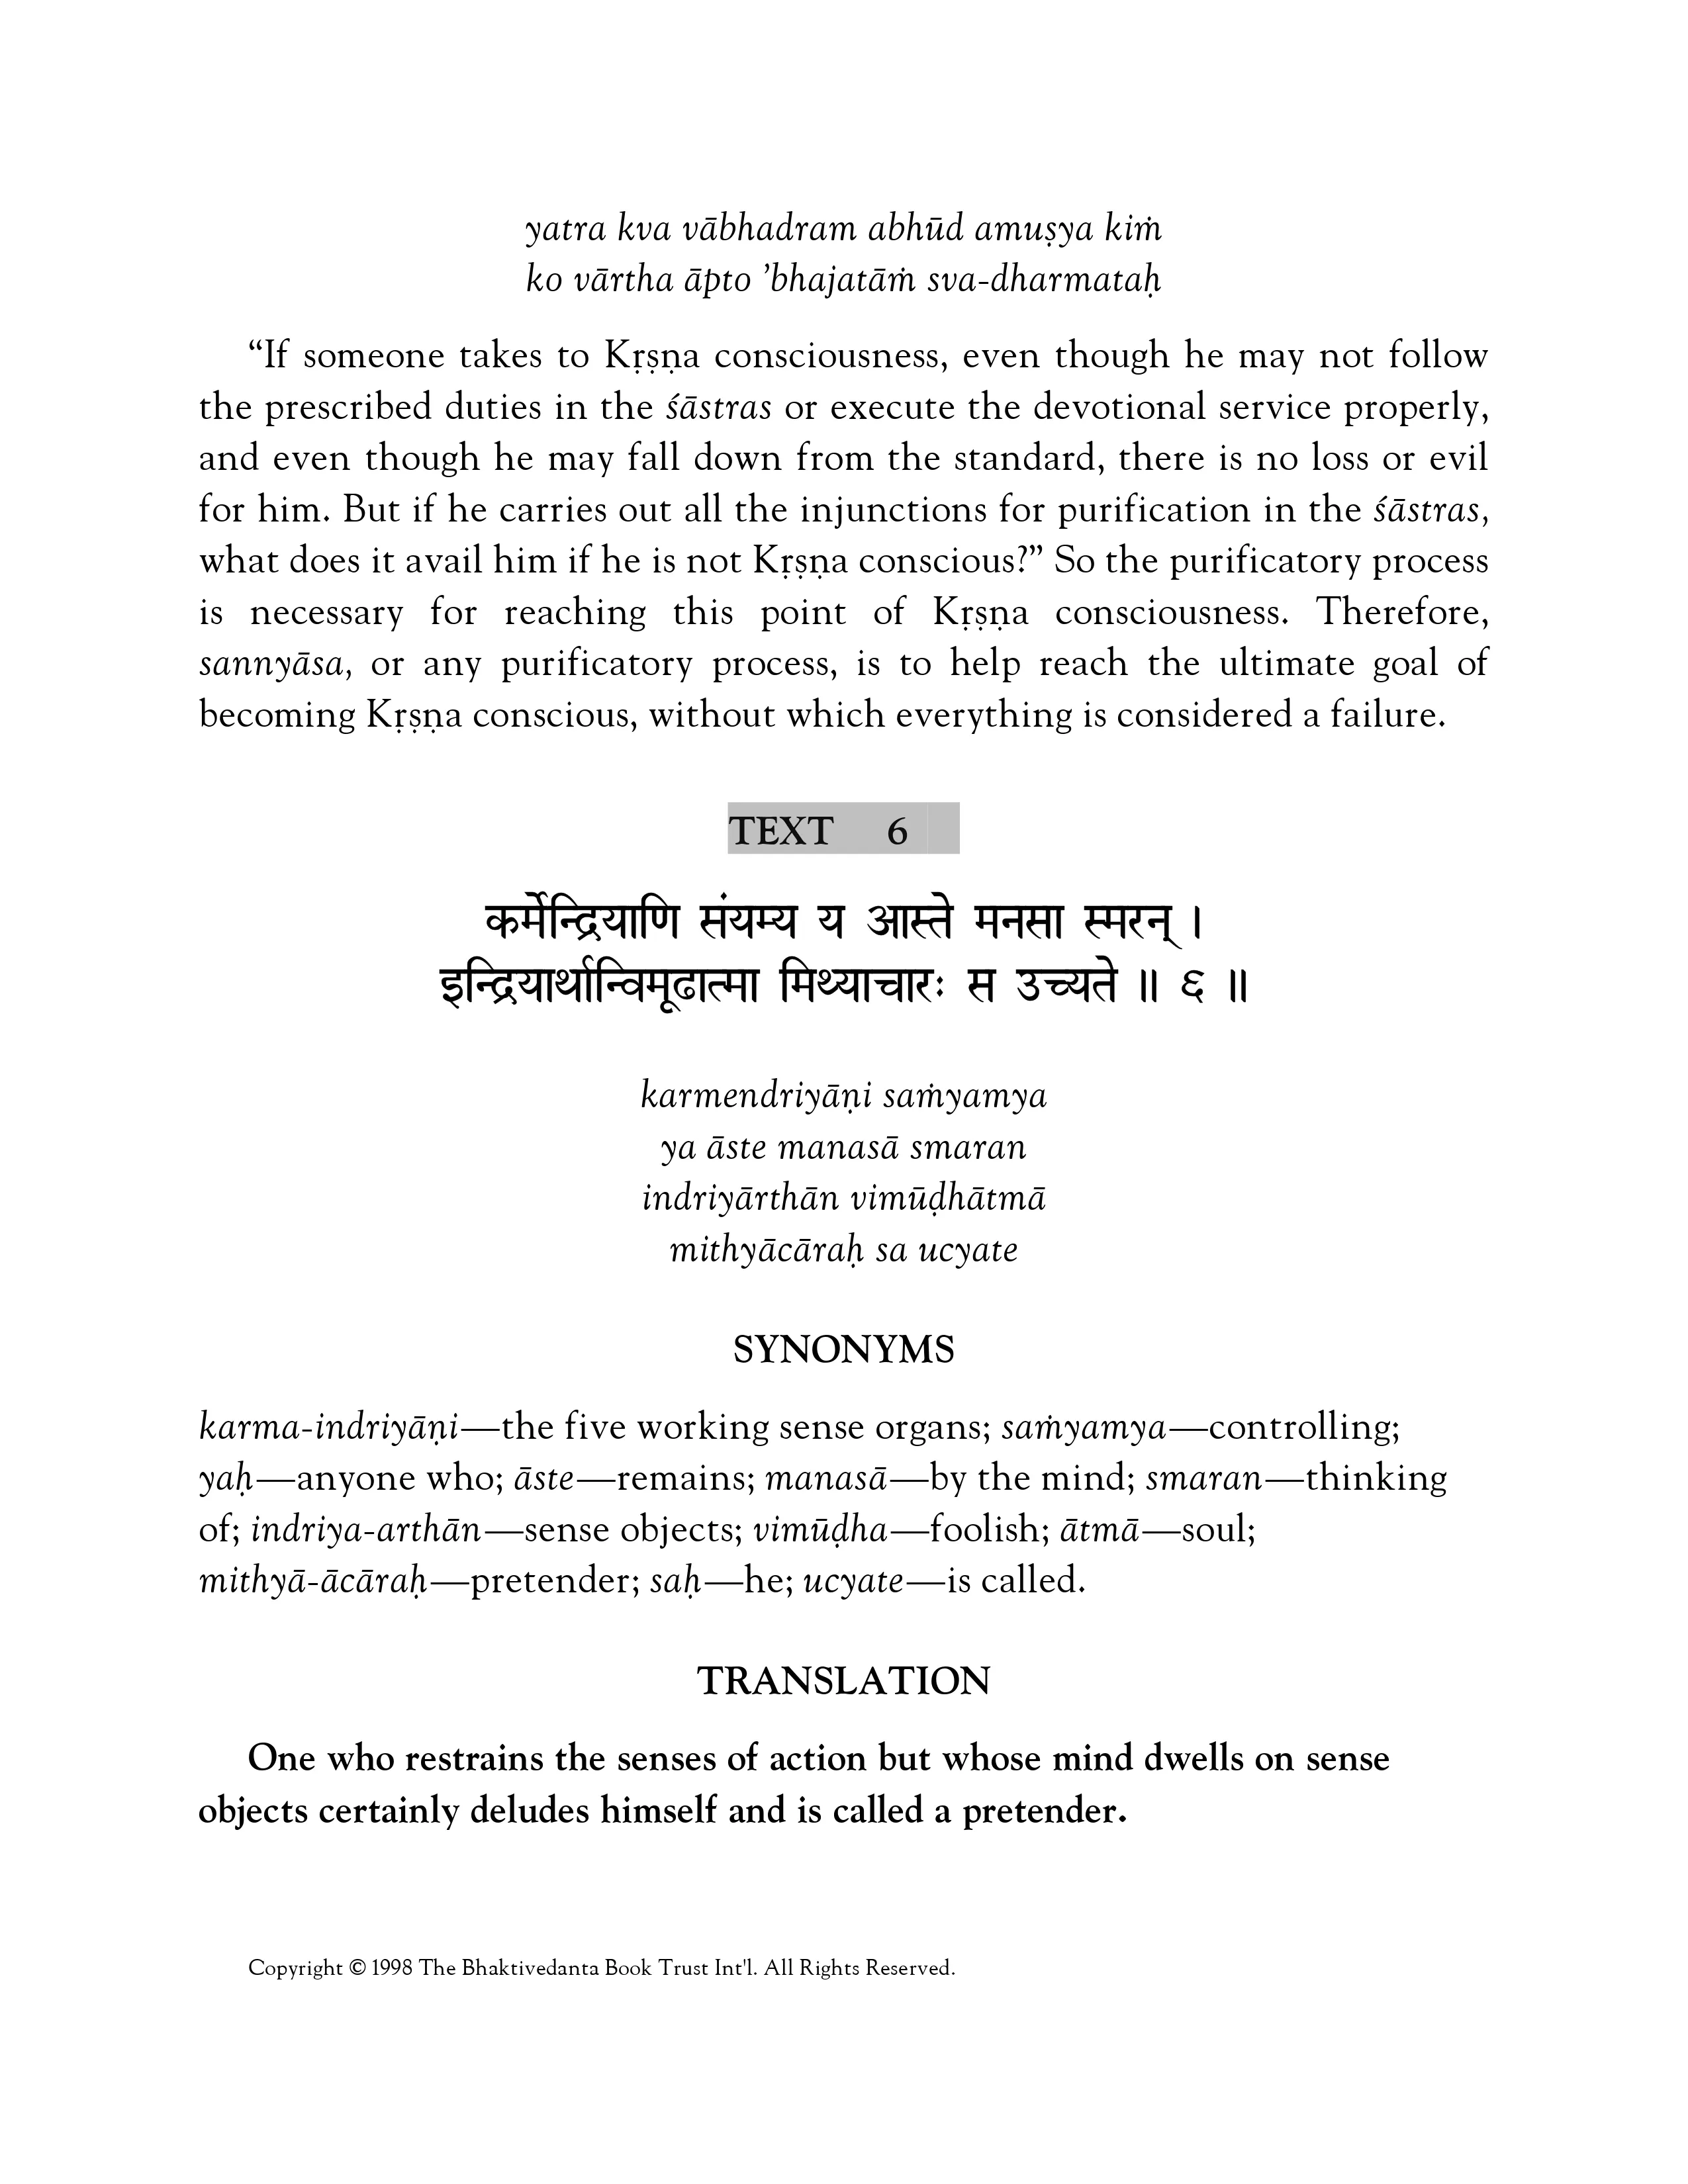 yatra kva vābhadram abhūd amuṣya kiṁ
ko vārtha āpto ’bhajatāṁ sva-dharmataḥ
“If someone takes to Kṛṣṇa consciousness, even though he may not follow
the prescribed duties in the śāstras or execute the devotional service properly,
and even though he may fall down from the standard, there is no loss or evil
for him. But if he carries out all the injunctions for purification in the śāstras,
what does it avail him if he is not Kṛṣṇa conscious?” So the purificatory process
is necessary for reaching this point of Kṛṣṇa consciousness. Therefore,
sannyāsa, or any purificatory process, is to help reach the ultimate goal of
becoming Kṛṣṇa conscious, without which everything is considered a failure.
TEXT 6
कर्मेन्द्रियाणि संयम्य य आस्ते मनसा स्मरन् ।
इन्द्रियार्थान्विमूढात्मा मिथ्याचारः स उच्यते ॥ ६ ॥
karmendriyāṇi saṁyamya
ya āste manasā smaran
indriyārthān vimūḍhātmā
mithyācāraḥ sa ucyate
SYNONYMS
karma-indriyāṇi—the five working sense organs; saṁyamya—controlling;
yaḥ—anyone who; āste—remains; manasā—by the mind; smaran—thinking
of; indriya-arthān—sense objects; vimūḍha—foolish; ātmā—soul;
mithyā-ācāraḥ—pretender; saḥ—he; ucyate—is called.
TRANSLATION
One who restrains the senses of action but whose mind dwells on sense
objects certainly deludes himself and is called a pretender.
Copyright © 1998 The Bhaktivedanta Book Trust Int'l. All Rights Reserved.